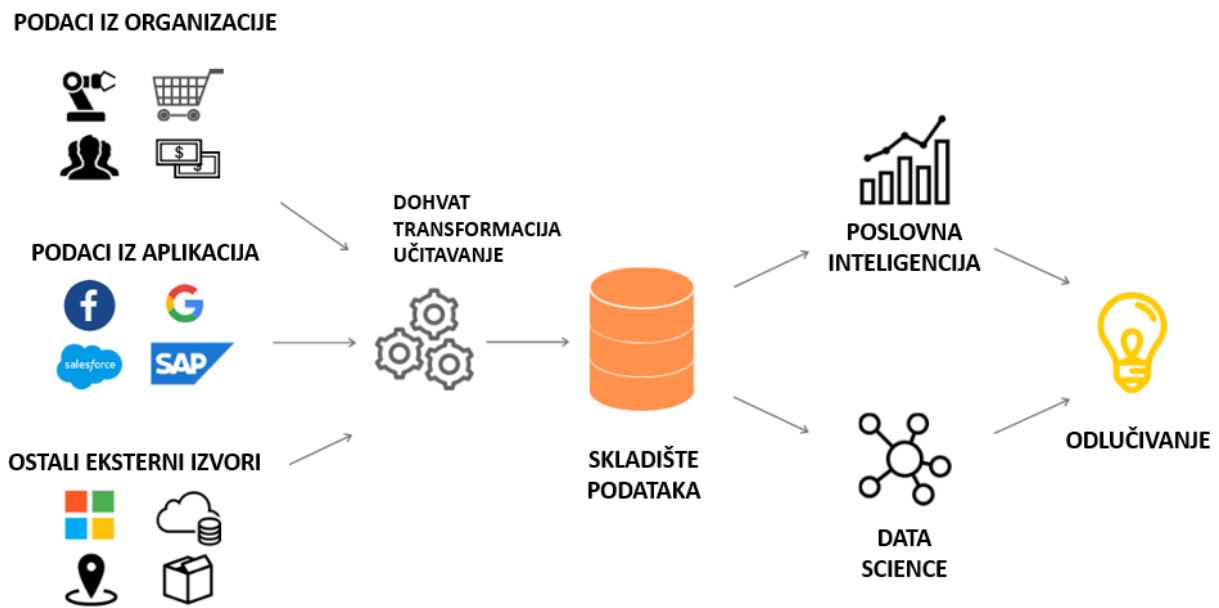 PODACI IZ ORGANIZACIJE
$
$
PODACI IZ APLIKACIJA
f
G
salesforce
SAP
OSTALI EKSTERNI IZVORI
DOHVAT
TRANSFORMACIJA
UČITAVANJE
SKLADIŠTE
PODATAKA
POSLOVNA
INTELIGENCIJA
DATA
SCIENCE
ODLUČIVANJE